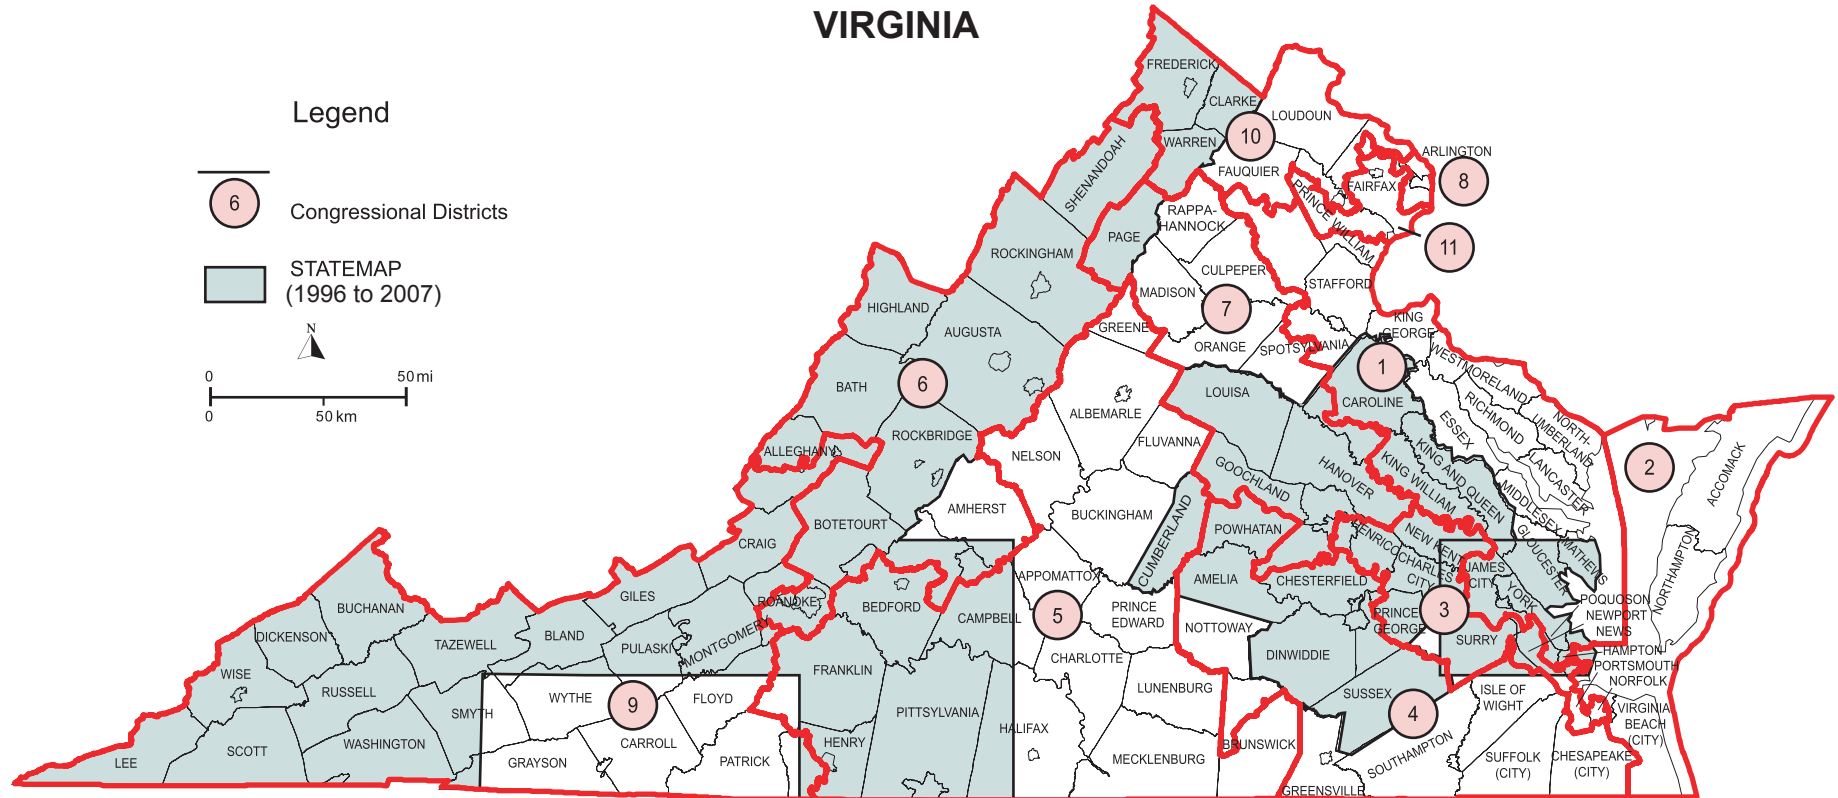 VIRGINIA
Legend
6
Congressional Districts
STATEMAP
(1996 to 2007)
N
0
50 mi
0
50 km
FREDERICK
CLARKE
LOUDOUN
10
WARREN
SHENANDOAH
FAUQUIER
ARLINGTON
8
FAIRFAX
PRINCE WILLIAM
11
RAPPA-
HANNOCK
PAGE
ROCKINGHAM
CULPEPER
STAFFORD
MADISON
7
HIGHLAND
AUGUSTA
GREENE
ORANGE
SPOTSYLVANIA
KING
GEORGE
1
WESTMORELAND
BATH
6
LOUISA
CAROLINE
RICHMOND
ESSEX
NORTH-
UMBERLAND
ALBEMARLE
ALLEGHANY
ROCKBRIDGE
FLUVANNA
NELSON
GOOCHLAND
HANOVER
KING WILLIAM
KING AND QUEEN
LANCASTER
MIDDLESEX
2
ACCOMACK
NORTHAMPTON
AMHERST
BUCKINGHAM
CUMBERLAND
POWHATAN
HENRICO
NEW KENT
GLOUCESTER
MATHEWS
BOTETOURT
CRAIG
CHARLES
CITY
JAMES
CITY
YORK
APPOMATTOX
AMELIA
CHESTERFIELD
GILES
ROANOKE
BEDFORD
CAMPBELL
5
PRINCE
EDWARD
NOTTOWAY
PRINCE
GEORGE
3
SURRY
POQUOSON
NEWPORT
NEWS
HAMPTON
PORTSMOUTH
NORFOLK
BUCHANAN
DICKENSON
TAZEWELL
BLAND
PULASKI
MONTGOMERY
WISE
RUSSELL
SMYTH
WYTHE
9
FLOYD
FRANKLIN
CHARLOTTE
DINWIDDIE
LUNENBURG
SUSSEX
4
ISLE OF
WIGHT
VIRGINIA
BEACH
(CITY)
PITTSYLVANIA
HALIFAX
LEE
SCOTT
WASHINGTON
GRAYSON
CARROLL
PATRICK
HENRY
MECKLENBURG
BRUNSWICK
GREENSVILLE
SOUTHAMPTON
SUFFOLK
(CITY)
CHESAPEAKE
(CITY)